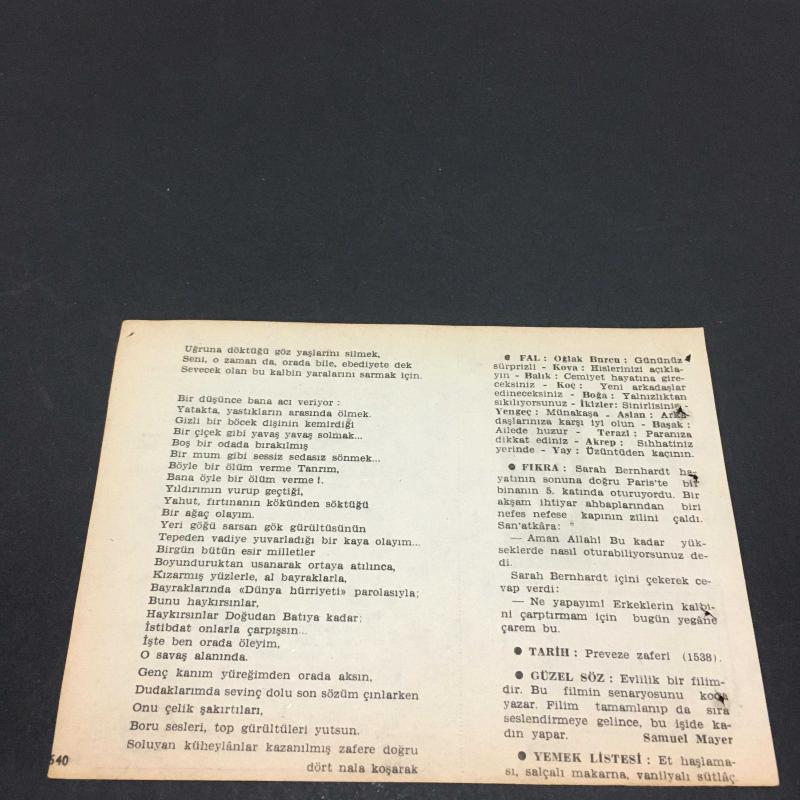 Uğruna döktüğü göz yaşlarını silmek,
Seni, o zaman da, orada bile, ebediyete dek
Sevecek olan bu kalbin yaralarını sarmak için.
Bir düşünce bana acı veriyor :
Yatakta, yastıkların arasında ölmek.
Gizli bir böcek dişinin kemirdiği
Bir çiçek gibi yavaş yavaş solmak...
Boş bir odada bırakılmış
Bir mum gibi sessiz sedasız sönmek...
Böyle bir ölüm verme Tanrım,
Bana öyle bir ölüm verme !.
Yıldırımın vurup geçtiği,
Yahut, fırtınanın kökünden söktüğü
Bir ağaç olayım.
Yeri göğü sarsan gök gürültüsünün
Tepeden vadiye yuvarladığı bir kaya olayım...
Birgün bütün esir milletler
Boyunduruktan usanarak ortaya atılınca,
Kızarmış yüzlerle, al bayraklarla,
Bayraklarında «Dünya hürriyeti» parolasıyla;
Bunu haykırsınlar,
Haykırsınlar Doğudan Batıya kadar;
İstibdat onlarla çarpışsın...
İşte ben orada öleyim,
O savaş alanında.
Genç kanım yüreğimden orada aksın,
Dudaklarımda sevinç dolu son sözüm çınlarken
Onu çelik şakırtıları,
Boru sesleri, top gürültüleri yutsun.
Soluyan küheylânlar kazanılmış zafere doğru
dört nala koşarak
640
● FAL : Oğlak Burcu : Gününüz
sürprizli - Kova : Hislerinizi açıkla-
yın - Balık : Cemiyet hayatına gire-
ceksiniz - Koç : Yeni arkadaşlar
edineceksiniz - Boğa : Yalnızlıktan
sıkılıyorsunuz - İkizler: Sinirlisiniz -
Yengeç : Münakaşa - Aslan : Arka-
daşlarınıza karşı iyi olun - Başak :
Ailede huzur - Terazi : Paranıza
dikkat ediniz - Akrep : Sıhhatiniz
yerinde - Yay : Üzüntüden kaçının.
● FIKRA : Sarah Bernhardt ha-
yatının sonuna doğru Paris'te bir
binanın 5. katında oturuyordu. Bir
akşam ihtiyar ahbaplarından biri
nefes nefese kapının zilini çaldı.
San'atkâra:
— Aman Allah! Bu kadar yük-
seklerde nasıl oturabiliyorsunuz de-
di.
Sarah Bernhardt içini çekerek ce-
vap verdi:
— Ne yapayım! Erkeklerin kalbi-
ni çarptırmam için bugün yegâne
çarem bu.
● TARİH : Preveze zaferi (1538).
● GÜZEL SÖZ : Evlilik bir filim-
dir. Bu filmin senaryosunu koca
yazar. Filim tamamlanıp da sıra
seslendirmeye gelince, bu işide ka-
dın yapar. Samuel Mayer
● YEMEK LİSTESİ : Et haşlama-
sı, salçalı makarna, vanilyalı sütlâç.